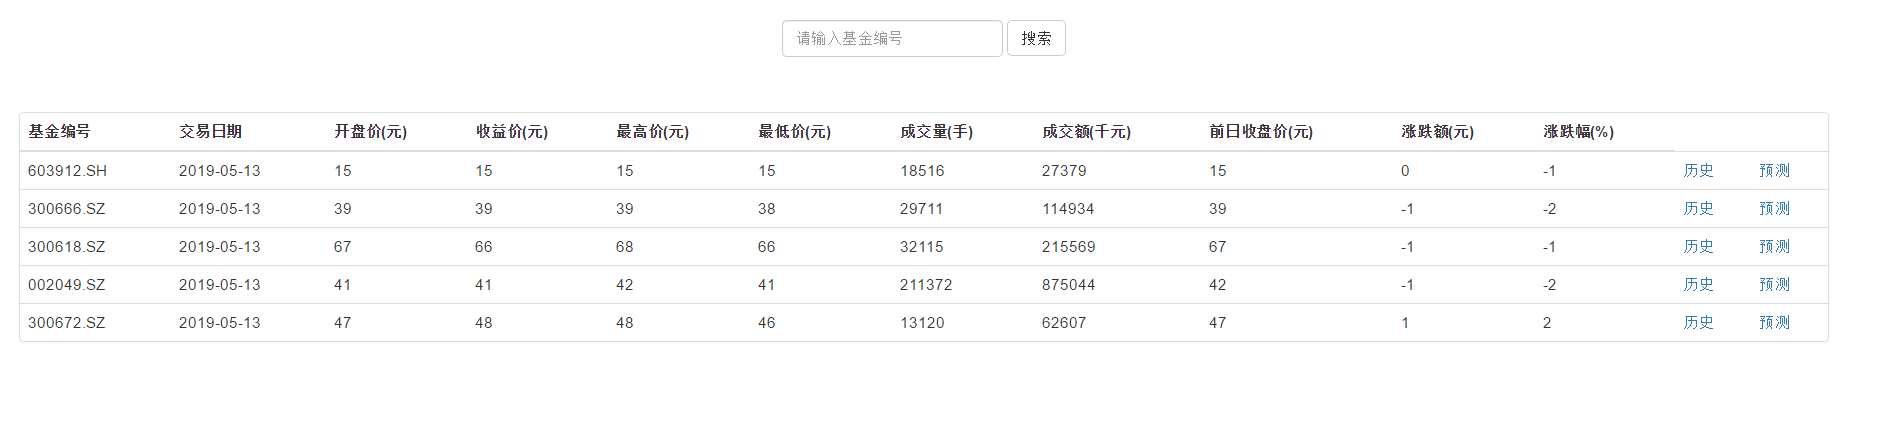 请输入基金编号 搜索
基金编号 交易日期 开盘价(元) 收益价(元) 最高价(元) 最低价(元) 成交量(手) 成交额(千元) 前日收盘价(元) 涨跌额(元) 涨跌幅(%)
603912.SH 2019-05-13 15 15 15 15 18516 27379 15 0 -1 历史 预测
300666.SZ 2019-05-13 39 39 39 38 29711 114934 39 -1 -2 历史 预测
300618.SZ 2019-05-13 67 66 68 66 32115 215569 67 -1 -1 历史 预测
002049.SZ 2019-05-13 41 41 42 41 211372 875044 42 -1 -2 历史 预测
300672.SZ 2019-05-13 47 48 48 46 13120 62607 47 1 2 历史 预测